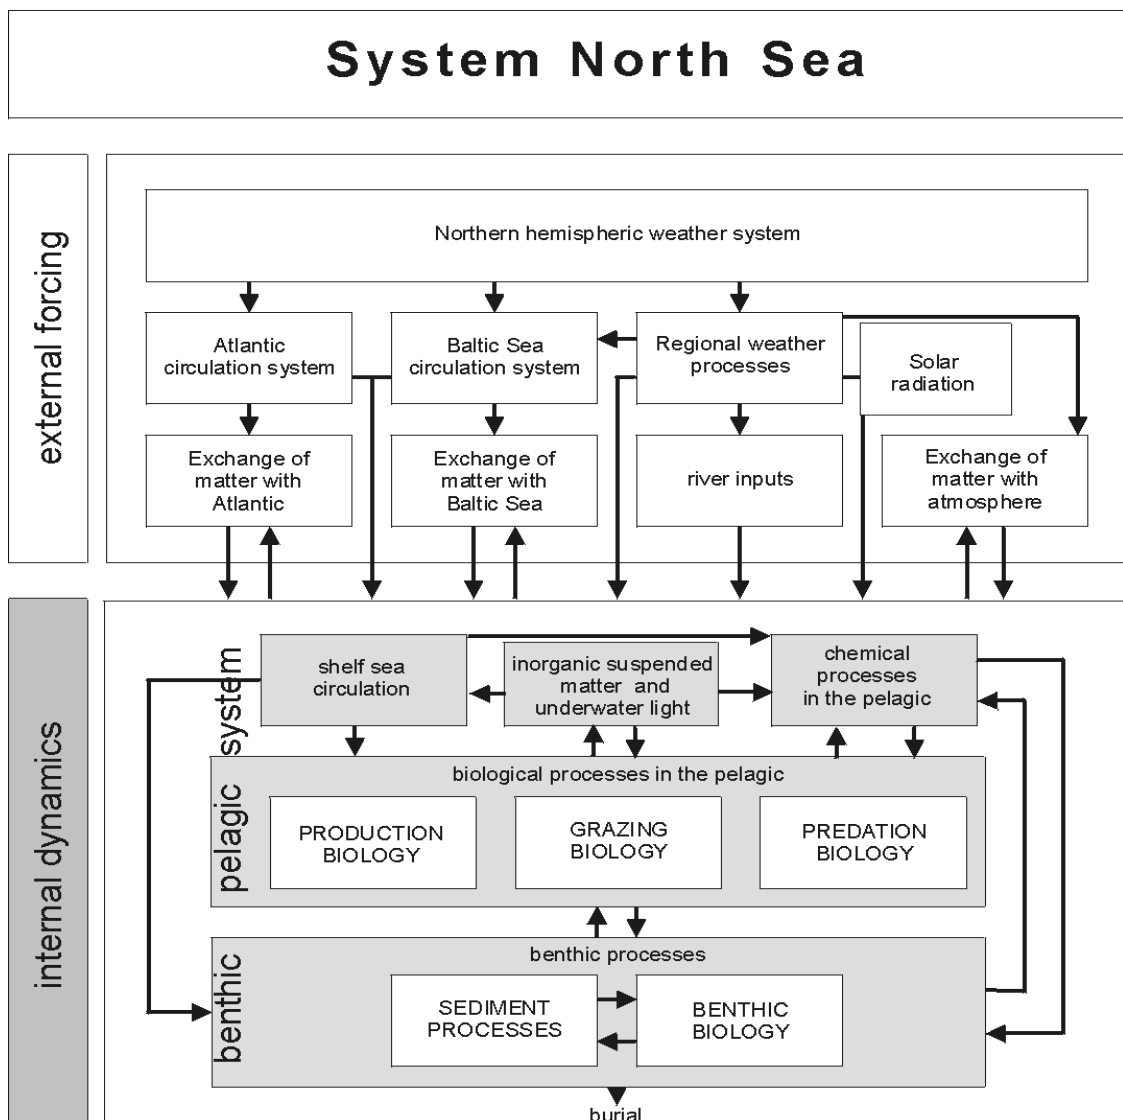 System North Sea
external forcing
Northern hemispheric weather system
Atlantic
circulation system
Baltic Sea
circulation system
Regional weather
processes
Solar
radiation
Exchange of
matter with
Atlantic
Exchange of
matter with
Baltic Sea
river inputs
Exchange of
matter with
atmosphere
internal dynamics
pelagic system
shelf sea
circulation
inorganic suspended
matter and
underwater light
chemical
processes
in the pelagic
biological processes in the pelagic
PRODUCTION
BIOLOGY
GRAZING
BIOLOGY
PREDATION
BIOLOGY
benthic
benthic processes
SEDIMENT
PROCESSES
BENTHIC
BIOLOGY
burial